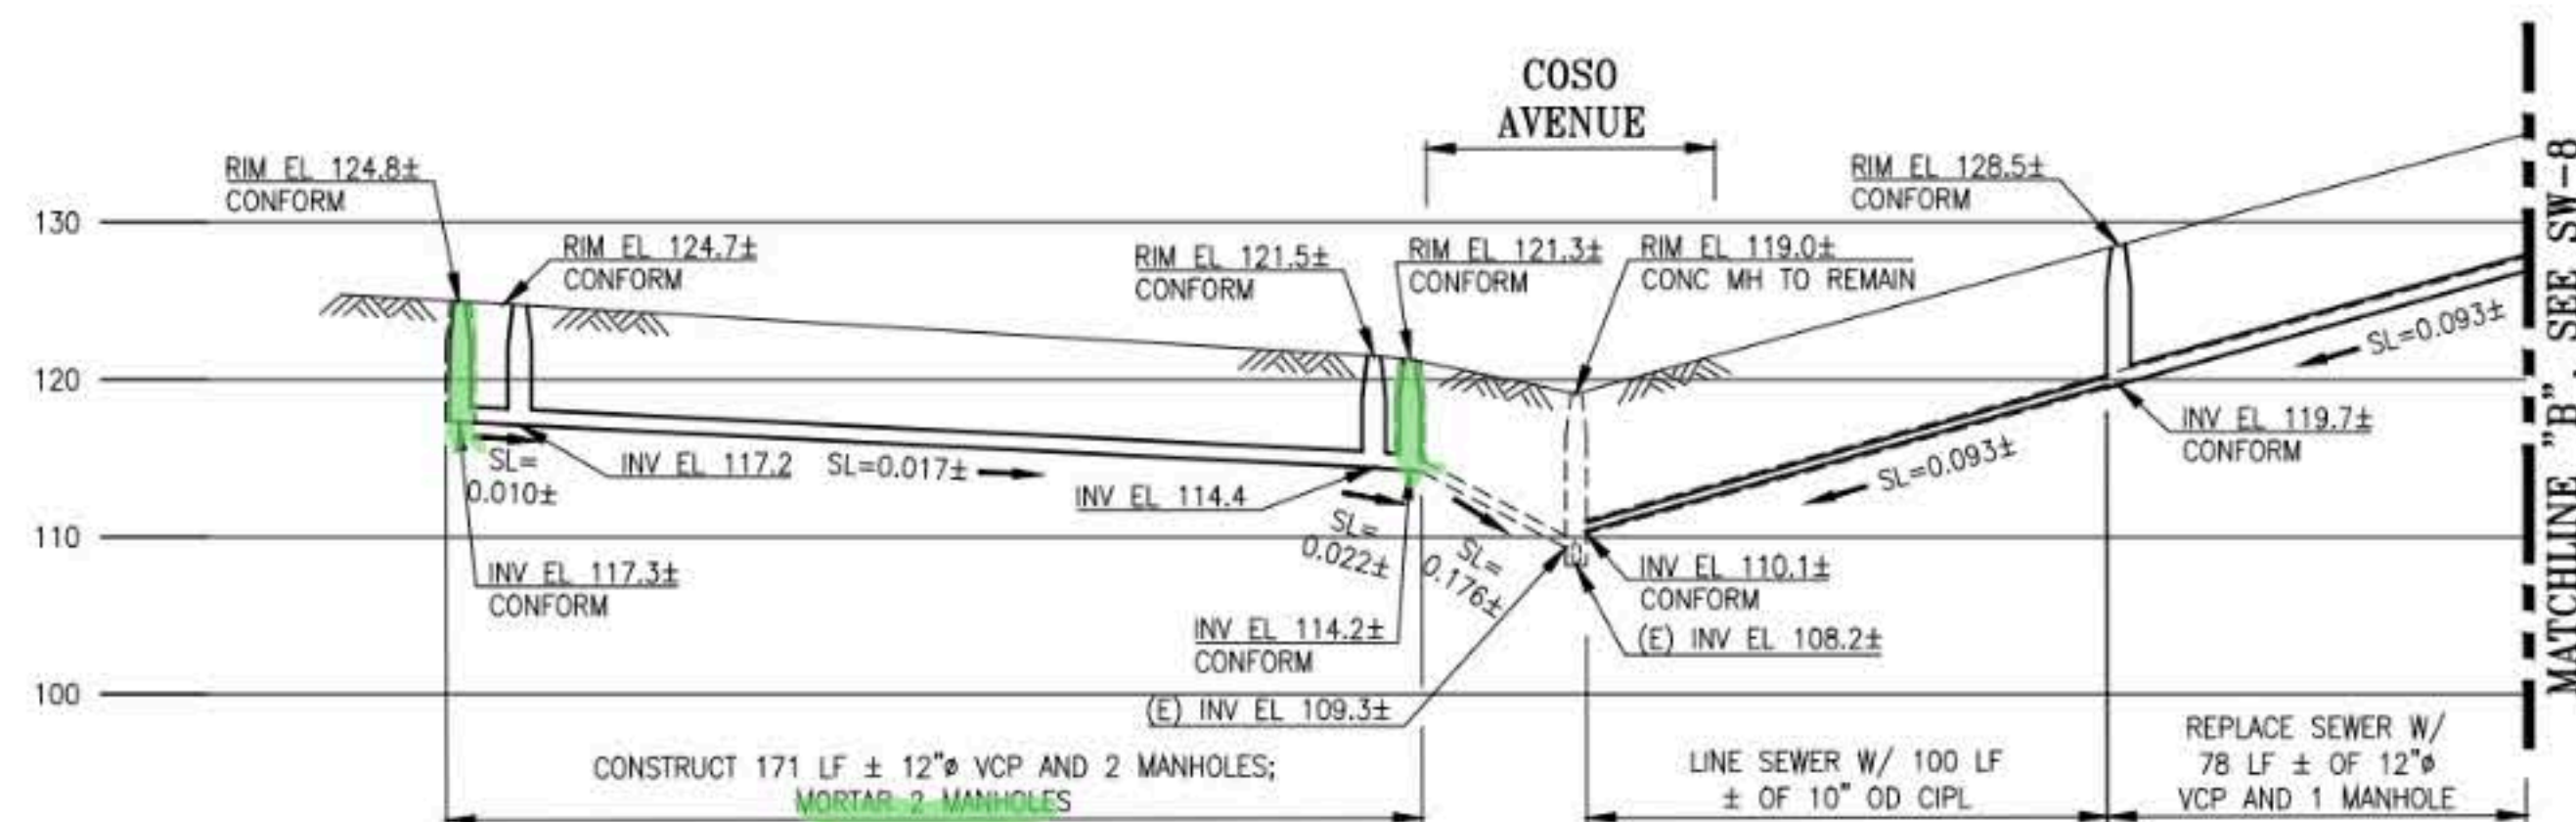 COSO
AVENUE
RIM EL 124.8±
CONFORM
RIM EL 124.7±
CONFORM
RIM EL 121.5±
CONFORM
RIM EL 121.3±
CONFORM
RIM EL 119.0±
CONC MH TO REMAIN
RIM EL 128.5±
CONFORM
130
120
110
100
SL=
0.010±
INV EL 117.2
SL=0.017±
INV EL 114.4
SL=
0.022±
SL=
0.176±
SL=0.093±
SL=0.093±
INV EL 119.7±
CONFORM
INV EL 117.3±
CONFORM
INV EL 114.2±
CONFORM
(E) INV EL 109.3±
INV EL 110.1±
CONFORM
(E) INV EL 108.2±
CONSTRUCT 171 LF ± 12"ø VCP AND 2 MANHOLES;
MORTAR 2 MANHOLES
LINE SEWER W/ 100 LF
± OF 10" OD CIPL
REPLACE SEWER W/
78 LF ± OF 12"ø
VCP AND 1 MANHOLE
MATCHLINE "B", SEE SW-8